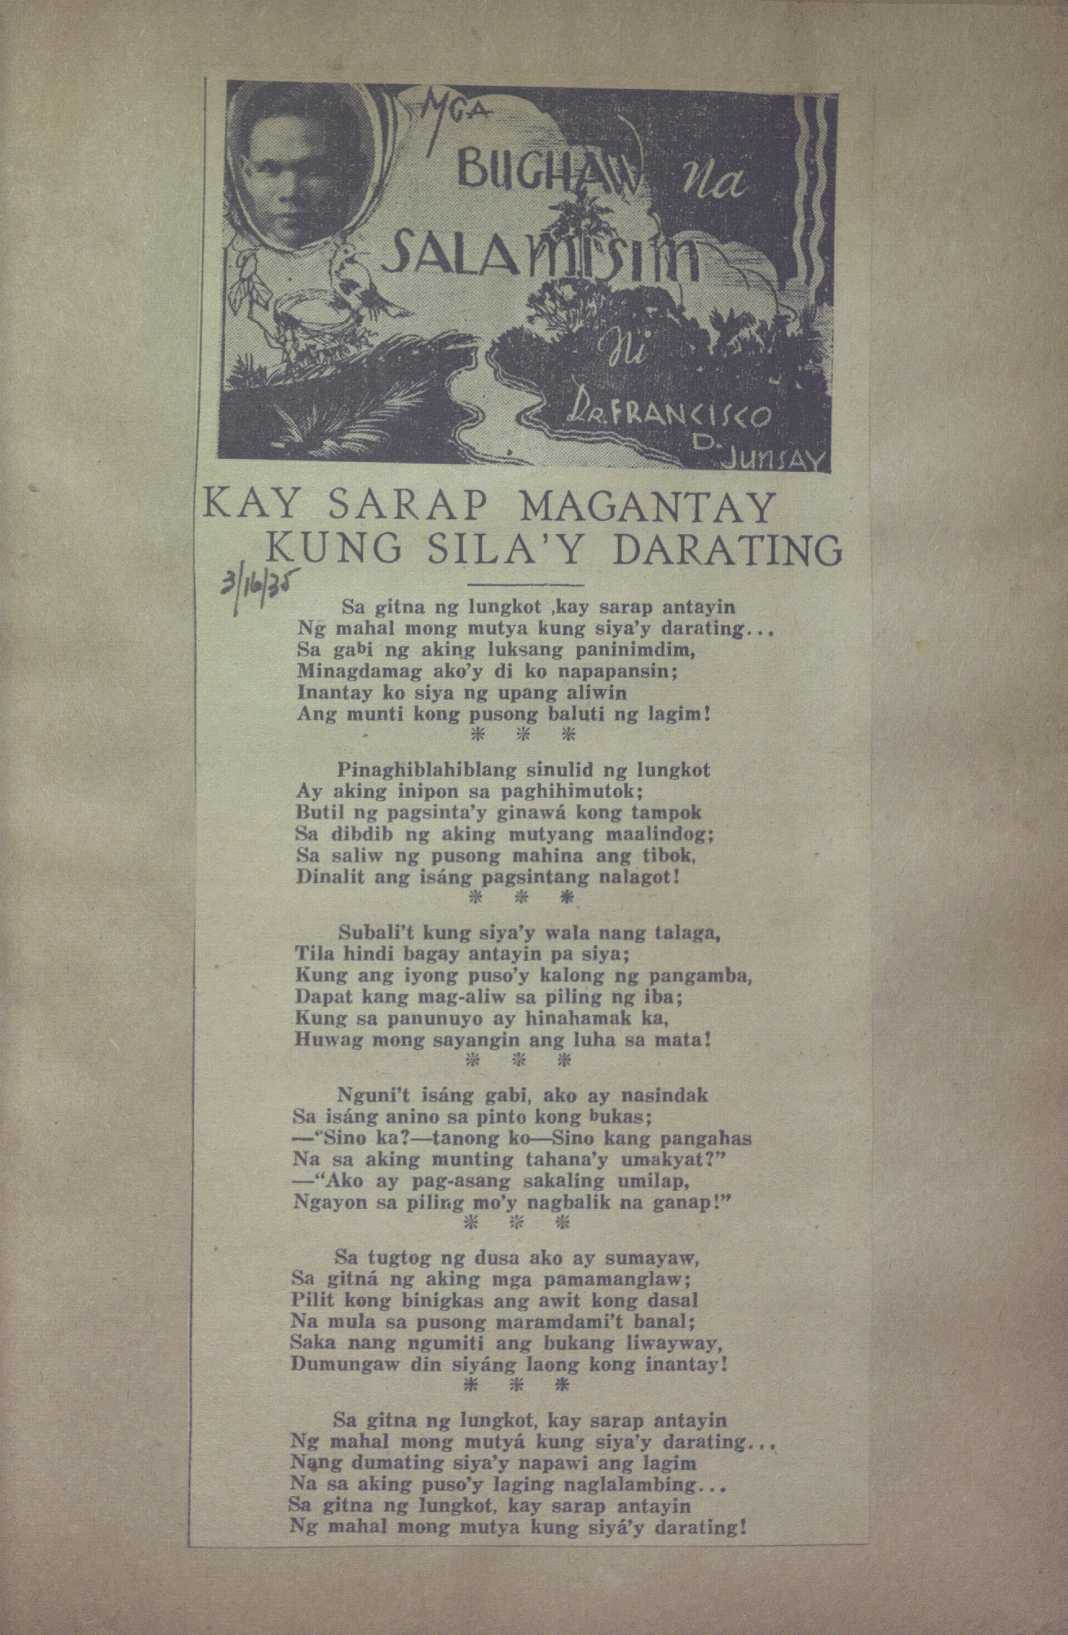 MGA
BUGHAW na
SALAMISIM
ni
DR. FRANCISCO
D.
JUNSAY
KAY SARAP MAGANTAY
KUNG SILA'Y DARATING
3/16/35
Sa gitna ng lungkot ,kay sarap antayin
Ng mahal mong mutya kung siya'y darating...
Sa gabi ng aking luksang paninimdim,
Minagdamag ako'y di ko napapansin;
Inantay ko siya ng upang aliwin
Ang munti kong pusong baluti ng lagim!
* * *
Pinaghiblahiblang sinulid ng lungkot
Ay aking inipon sa paghihimutok;
Butil ng pagsinta'y ginawá kong tampok
Sa dibdib ng aking mutyang maalindog;
Sa saliw ng pusong mahina ang tibok,
Dinalit ang isáng pagsintang nalagot!
* * *
Subali't kung siya'y wala nang talaga,
Tila hindi bagay antayin pa siya;
Kung ang iyong puso'y kalong ng pangamba,
Dapat kang mag-aliw sa piling ng iba;
Kung sa panunuyo ay hinahamak ka,
Huwag mong sayangin ang luha sa mata!
* * *
Nguni't isáng gabi, ako ay nasindak
Sa isáng anino sa pinto kong bukas;
—"Sino ka?—tanong ko—Sino kang pangahas
Na sa aking munting tahana'y umakyat?"
—"Ako ay pag-asang sakaling umilap,
Ngayon sa piling mo'y nagbalik na ganap!"
* * *
Sa tugtog ng dusa ako ay sumayaw,
Sa gitná ng aking mga pamamanglaw;
Pilit kong binigkas ang awit kong dasal
Na mula sa pusong maramdami't banal;
Saka nang ngumiti ang bukang liwayway,
Dumungaw din siyáng laong kong inantay!
* * *
Sa gitna ng lungkot, kay sarap antayin
Ng mahal mong mutyá kung siya'y darating...
Nang dumating siya'y napawi ang lagim
Na sa aking puso'y laging naglalambing...
Sa gitna ng lungkot, kay sarap antayin
Ng mahal mong mutya kung siyá'y darating!